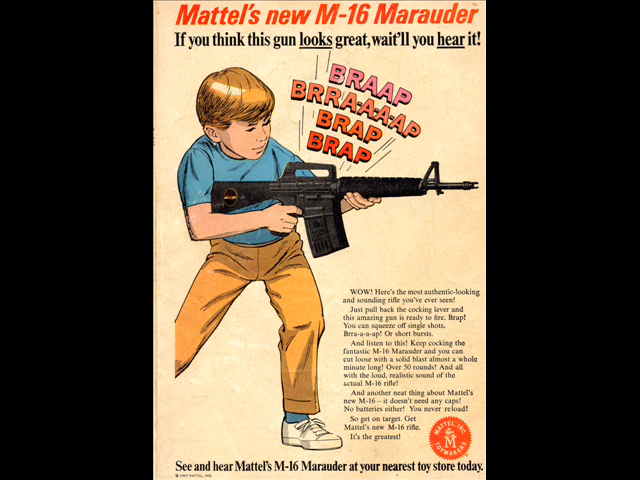 Mattel's new M-16 Marauder
If you think this gun looks great, wait'll you hear it!
BRAAP
BRRA-A-A-AP
BRAP
BRAP
WOW! Here's the most authentic-looking
and sounding rifle you've ever seen!
Just pull back the cocking lever and
this amazing gun is ready to fire. Brap!
You can squeeze off single shots,
Brra-a-a-ap! Or short bursts.
And listen to this! Keep cocking the
fantastic M-16 Marauder and you can
cut loose with a solid blast almost a whole
minute long! Over 50 rounds! And all
with the loud, realistic sound of the
actual M-16 rifle!
And another neat thing about Mattel's
new M-16 – it doesn't need any caps!
No batteries either! You never reload!
So get on target. Get
Mattel's new M-16 rifle.
It's the greatest!
MATTEL, INC.
M
TOYMAKERS
See and hear Mattel's M-16 Marauder at your nearest toy store today.
© 1967 MATTEL, INC.